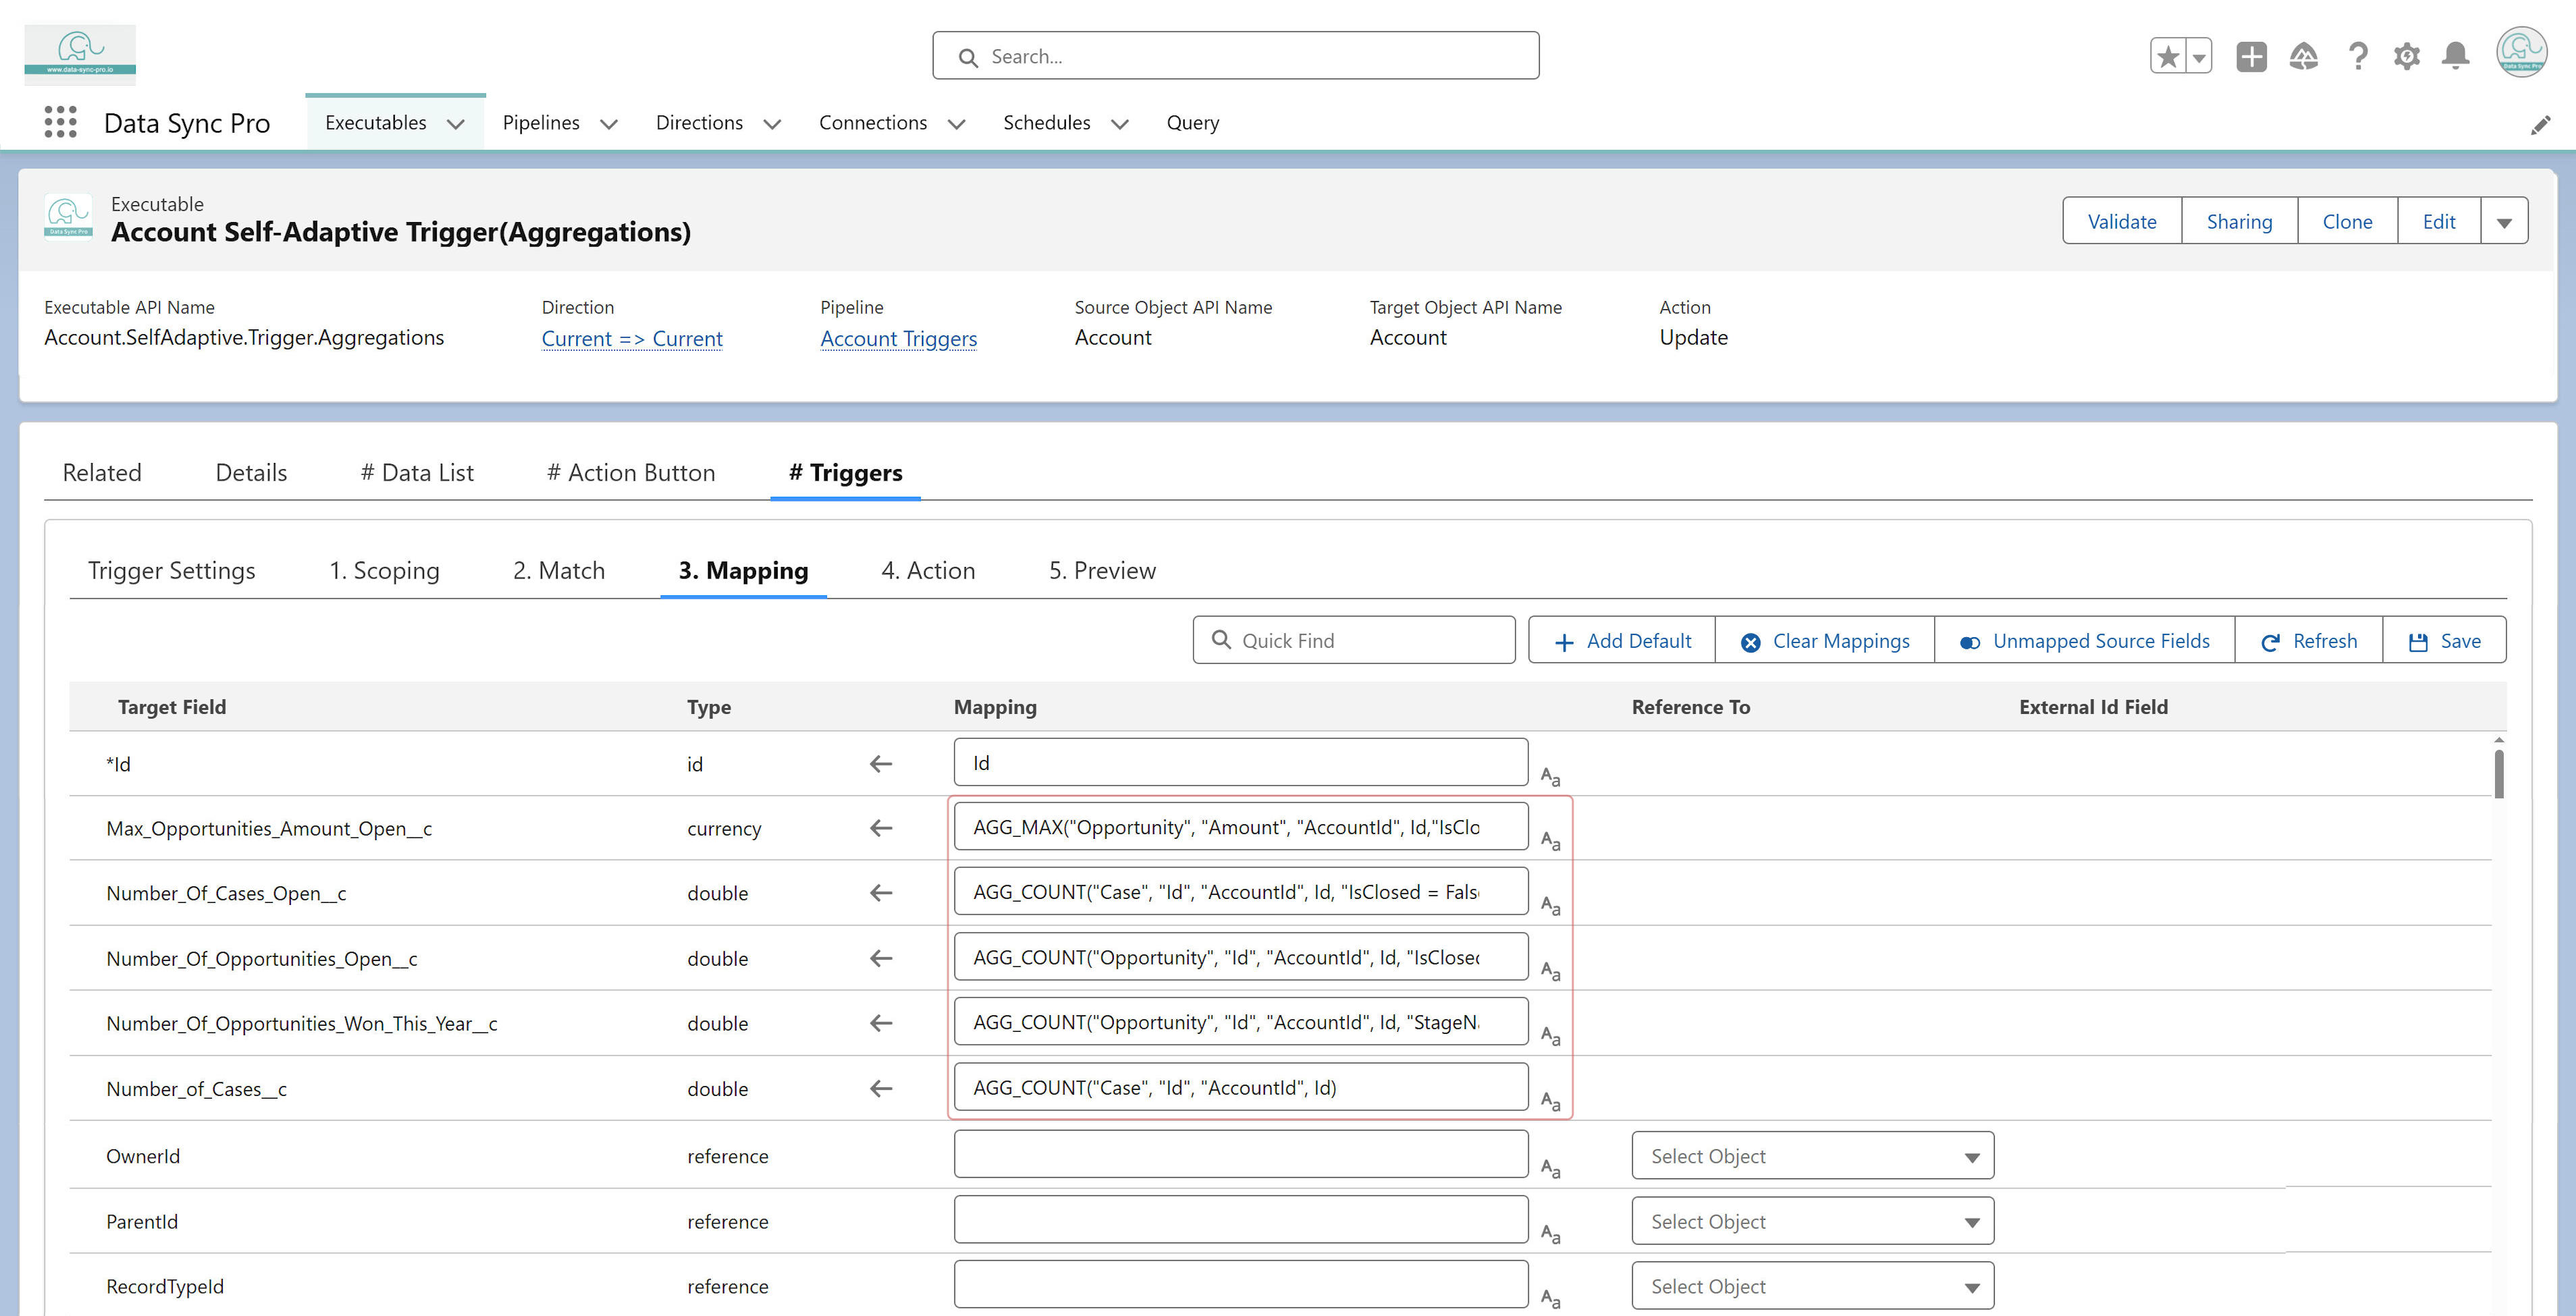 www.data-sync-pro.io
Search...
Data Sync Pro
Data Sync Pro
Executables
Pipelines
Directions
Connections
Schedules
Query
Data Sync Pro
Executable
Account Self-Adaptive Trigger(Aggregations)
Validate
Sharing
Clone
Edit
Executable API Name
Direction
Pipeline
Source Object API Name
Target Object API Name
Action
Account.SelfAdaptive.Trigger.Aggregations
Current => Current
Account Triggers
Account
Account
Update
Related
Details
# Data List
# Action Button
# Triggers
Trigger Settings
1. Scoping
2. Match
3. Mapping
4. Action
5. Preview
Quick Find
Add Default
Clear Mappings
Unmapped Source Fields
Refresh
Save
Target Field
Type
Mapping
Reference To
External Id Field
*Id
id
Id
Aa
Max_Opportunities_Amount_Open__c
currency
AGG_MAX("Opportunity", "Amount", "AccountId", Id,"IsClo
Aa
Number_Of_Cases_Open__c
double
AGG_COUNT("Case", "Id", "AccountId", Id, "IsClosed = Fals
Aa
Number_Of_Opportunities_Open__c
double
AGG_COUNT("Opportunity", "Id", "AccountId", Id, "IsClosed
Aa
Number_Of_Opportunities_Won_This_Year__c
double
AGG_COUNT("Opportunity", "Id", "AccountId", Id, "StageNa
Aa
Number_of_Cases__c
double
AGG_COUNT("Case", "Id", "AccountId", Id)
Aa
OwnerId
reference
Aa
Select Object
ParentId
reference
Aa
Select Object
RecordTypeId
reference
Aa
Select Object